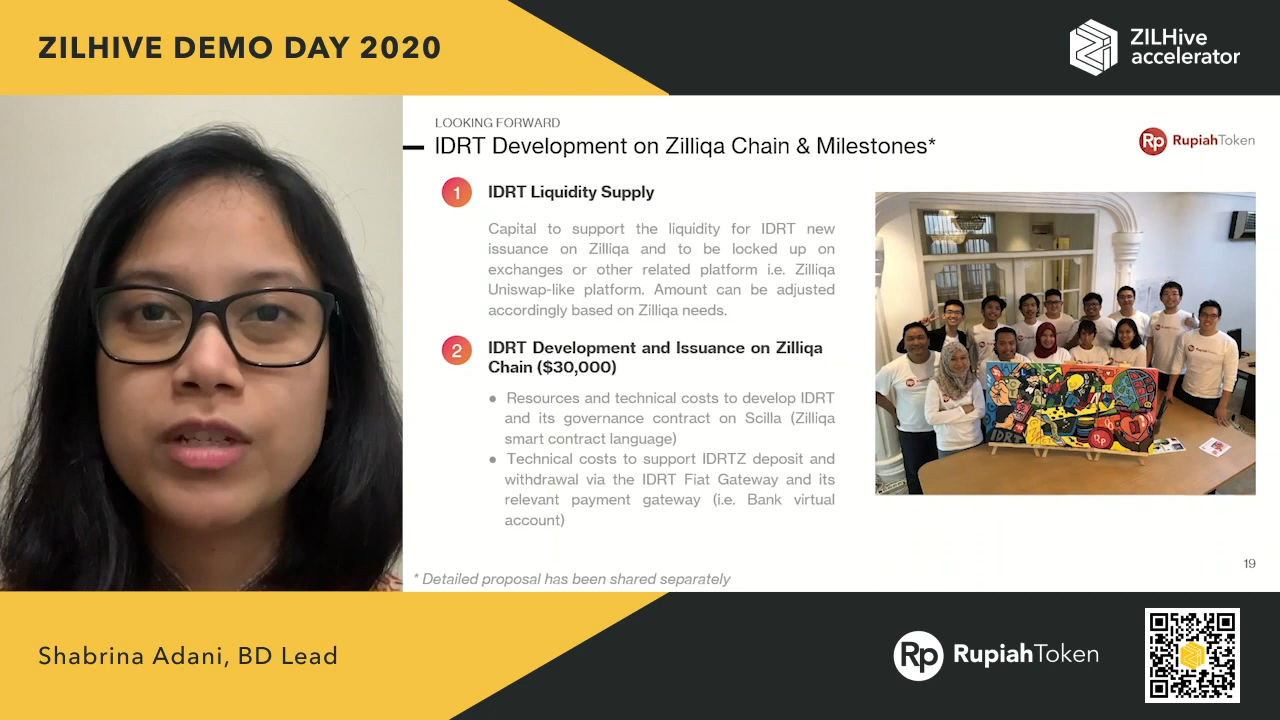 ZILHIVE DEMO DAY 2020
ZILHive
accelerator
LOOKING FORWARD
IDRT Development on Zilliqa Chain & Milestones*
Rp RupiahToken
1 IDRT Liquidity Supply
Capital to support the liquidity for IDRT new
issuance on Zilliqa and to be locked up on
exchanges or other related platform i.e. Zilliqa
Uniswap-like platform. Amount can be adjusted
accordingly based on Zilliqa needs.
2 IDRT Development and Issuance on Zilliqa
Chain ($30,000)
● Resources and technical costs to develop IDRT
and its governance contract on Scilla (Zilliqa
smart contract language)
● Technical costs to support IDRTZ deposit and
withdrawal via the IDRT Fiat Gateway and its
relevant payment gateway (i.e. Bank virtual
account)
IDRT
Rp
19
* Detailed proposal has been shared separately
Shabrina Adani, BD Lead
Rp RupiahToken